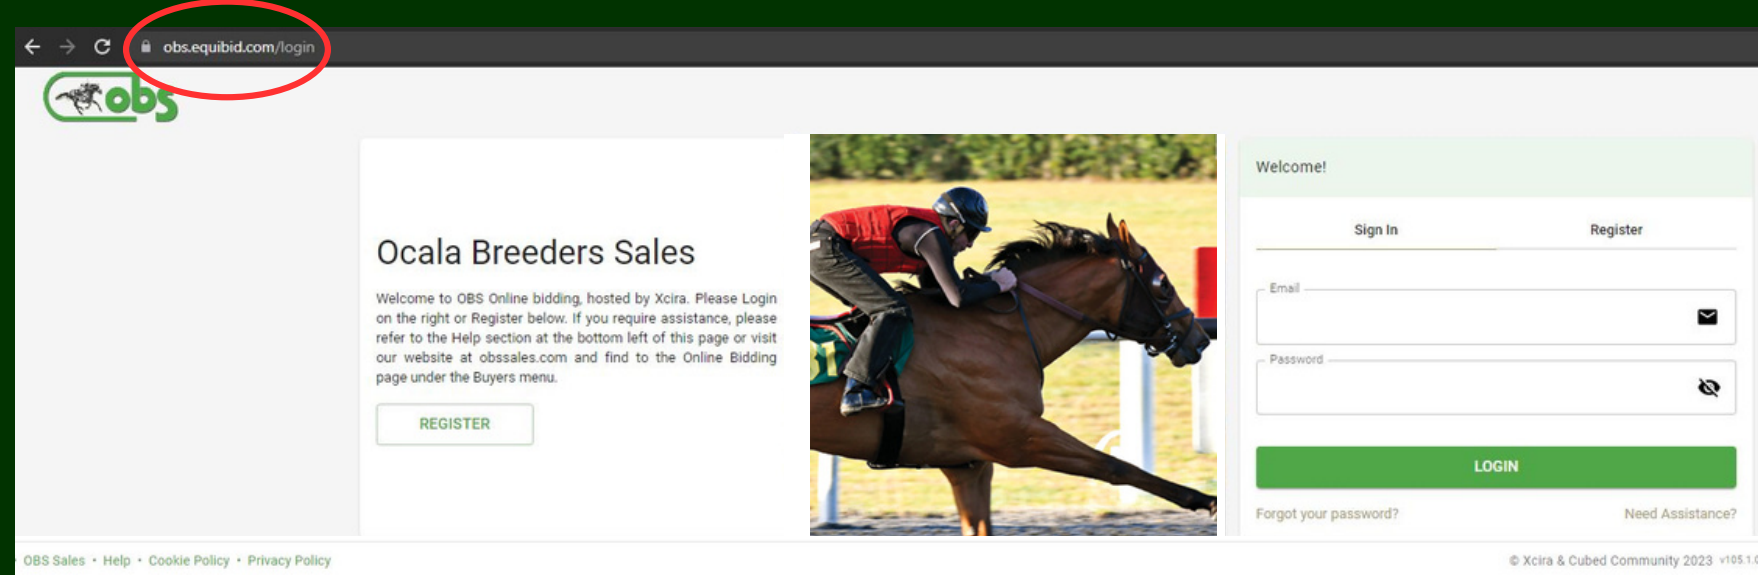 obs.equibid.com/login
obs
Ocala Breeders Sales
Welcome to OBS Online bidding, hosted by Xcira. Please Login
on the right or Register below. If you require assistance, please
refer to the Help section at the bottom left of this page or visit
our website at obssales.com and find to the Online Bidding
page under the Buyers menu.
REGISTER
31
Welcome!
Sign In Register
Email
Password
LOGIN
Forgot your password? Need Assistance?
OBS Sales • Help • Cookie Policy • Privacy Policy
© Xcira & Cubed Community 2023 v105.1.0